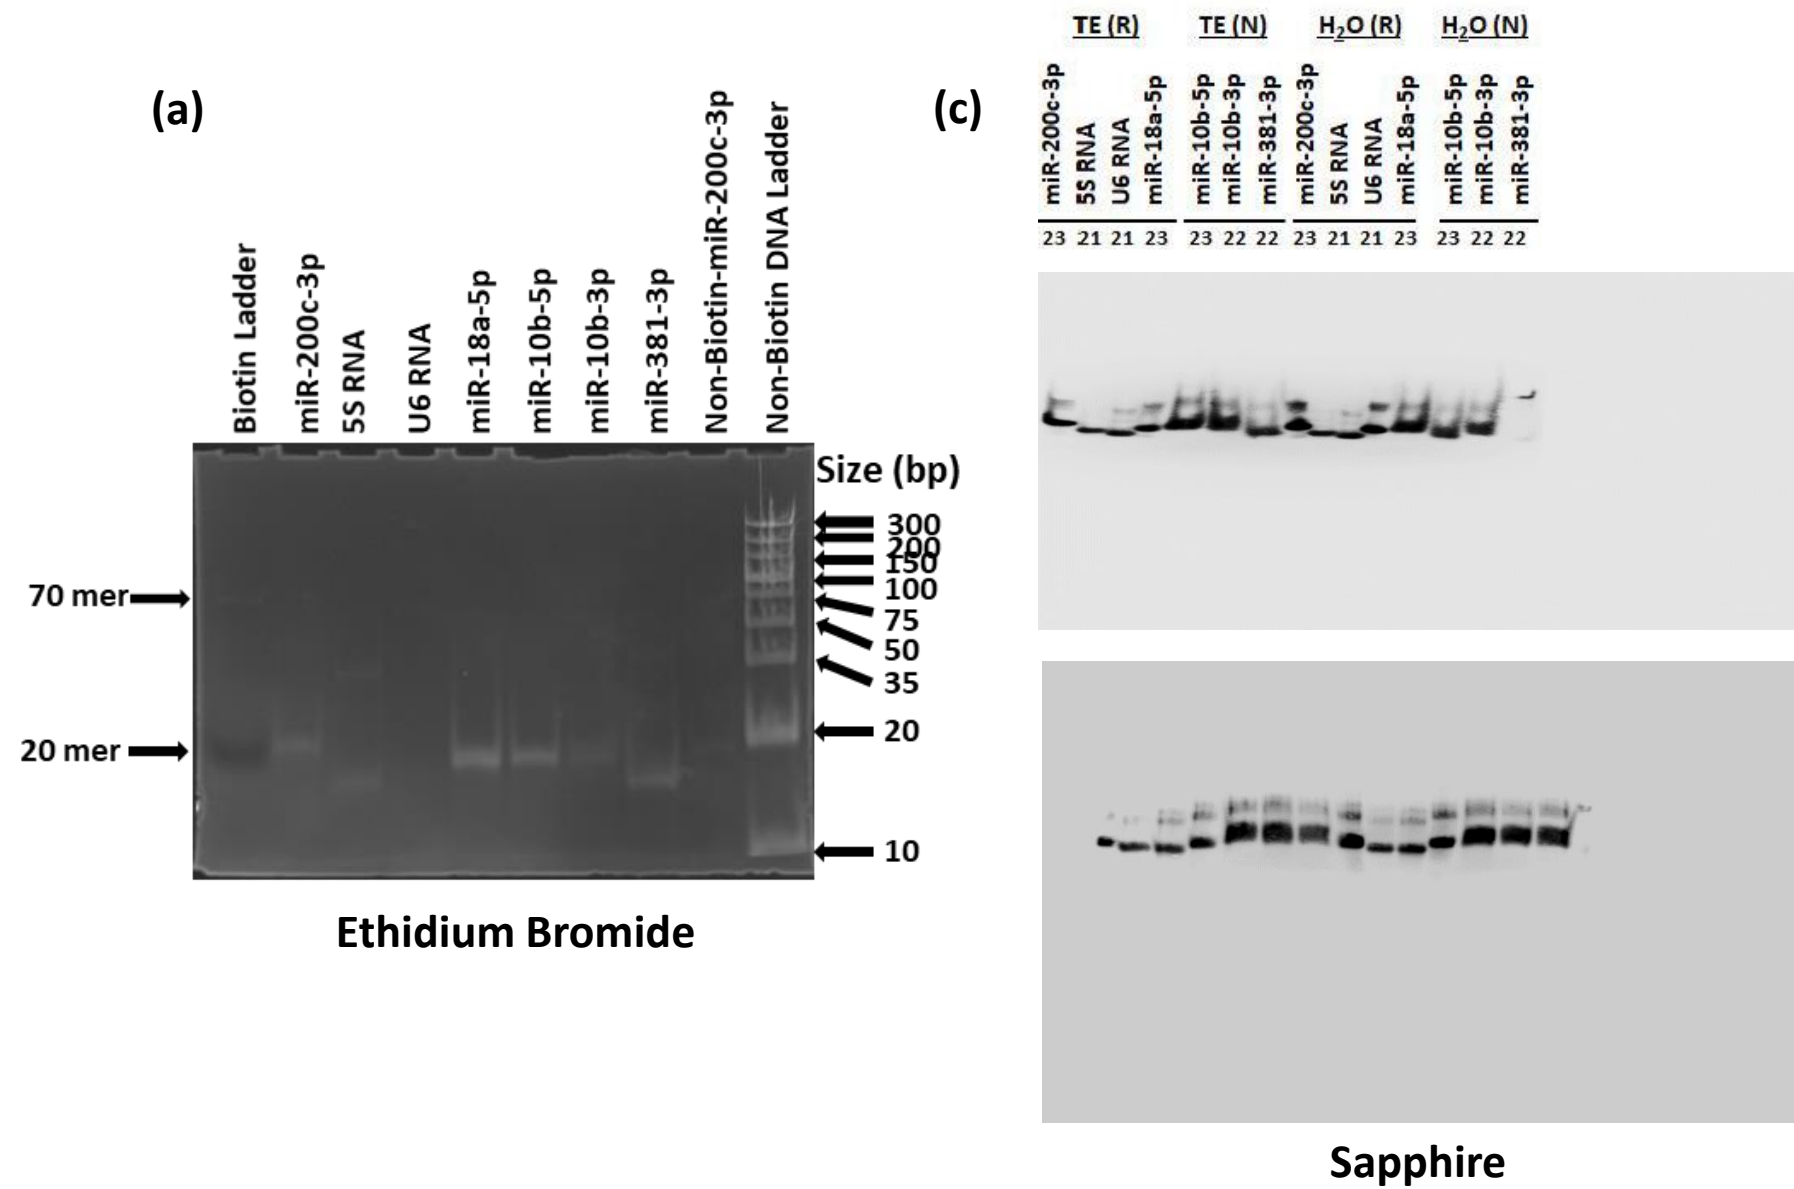 (a)
Biotin Ladder
miR-200c-3p
5S RNA
U6 RNA
miR-18a-5p
miR-10b-5p
miR-10b-3p
miR-381-3p
Non-Biotin-miR-200c-3p
Non-Biotin DNA Ladder
Size (bp)
300
200
150
100
75
50
35
20
10
70 mer
20 mer
Ethidium Bromide
(c)
TE (R) TE (N) H₂O (R) H₂O (N)
miR-200c-3p
5S RNA
U6 RNA
miR-18a-5p
miR-10b-5p
miR-10b-3p
miR-381-3p
miR-200c-3p
5S RNA
U6 RNA
miR-18a-5p
miR-10b-5p
miR-10b-3p
miR-381-3p
23 21 21 23 23 22 22 23 21 21 23 23 22 22
Sapphire